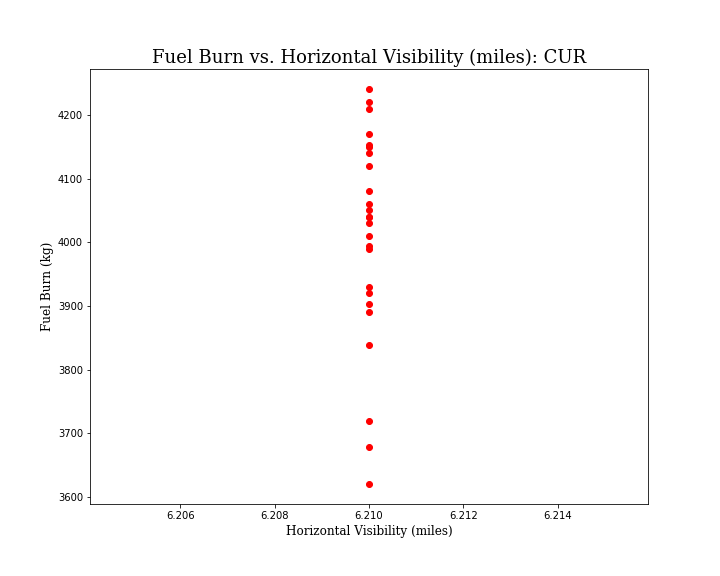 Fuel Burn vs. Horizontal Visibility (miles): CUR
Fuel Burn (kg)
4200
4100
4000
3900
3800
3700
3600
6.206 6.208 6.210 6.212 6.214
Horizontal Visibility (miles)